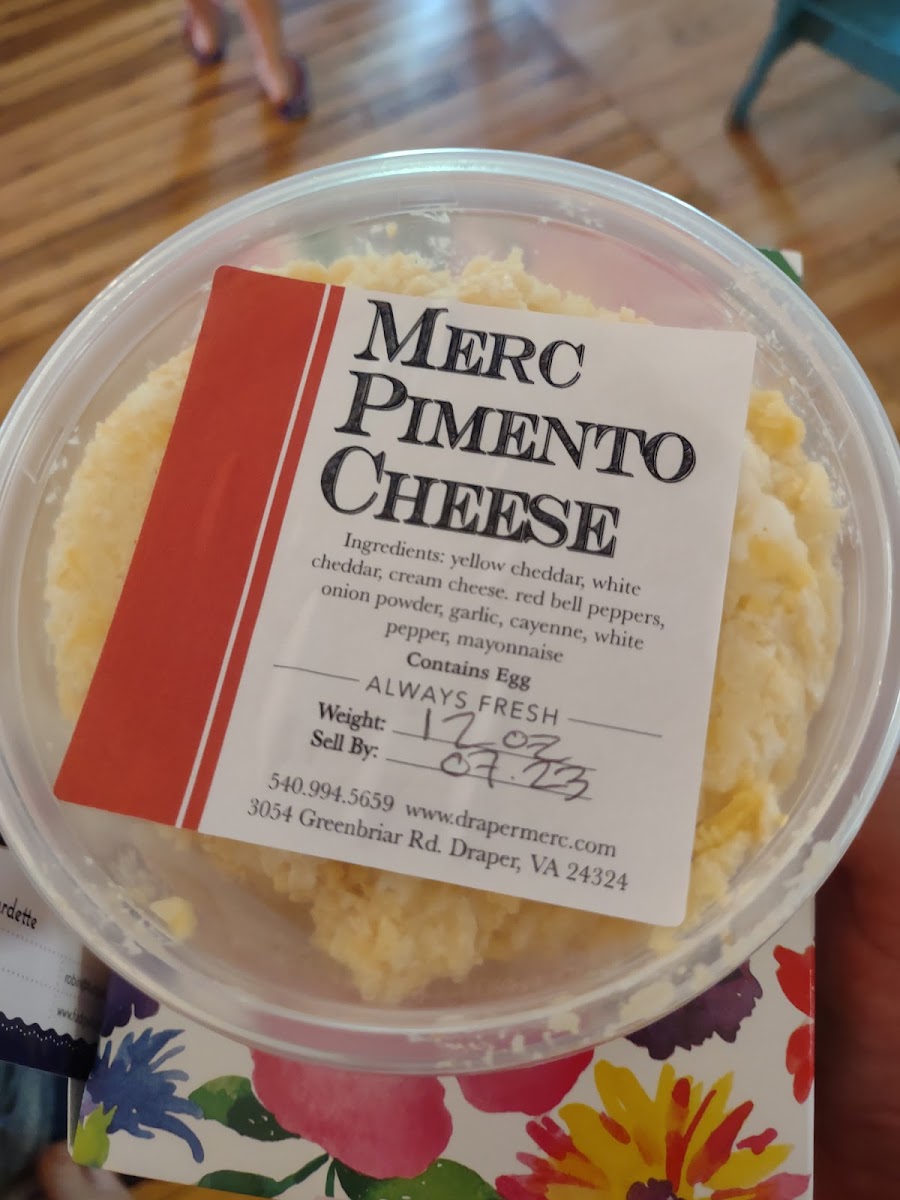 MERC
PIMENTO
CHEESE
Ingredients: yellow cheddar, white
cheddar, cream cheese. red bell peppers,
onion powder, garlic, cayenne, white
pepper, mayonnaise
Contains Egg
ALWAYS FRESH
Weight: 12 oz
Sell By: 07.23
540.994.5659 www.drapermerc.com
3054 Greenbriar Rd. Draper, VA 24324